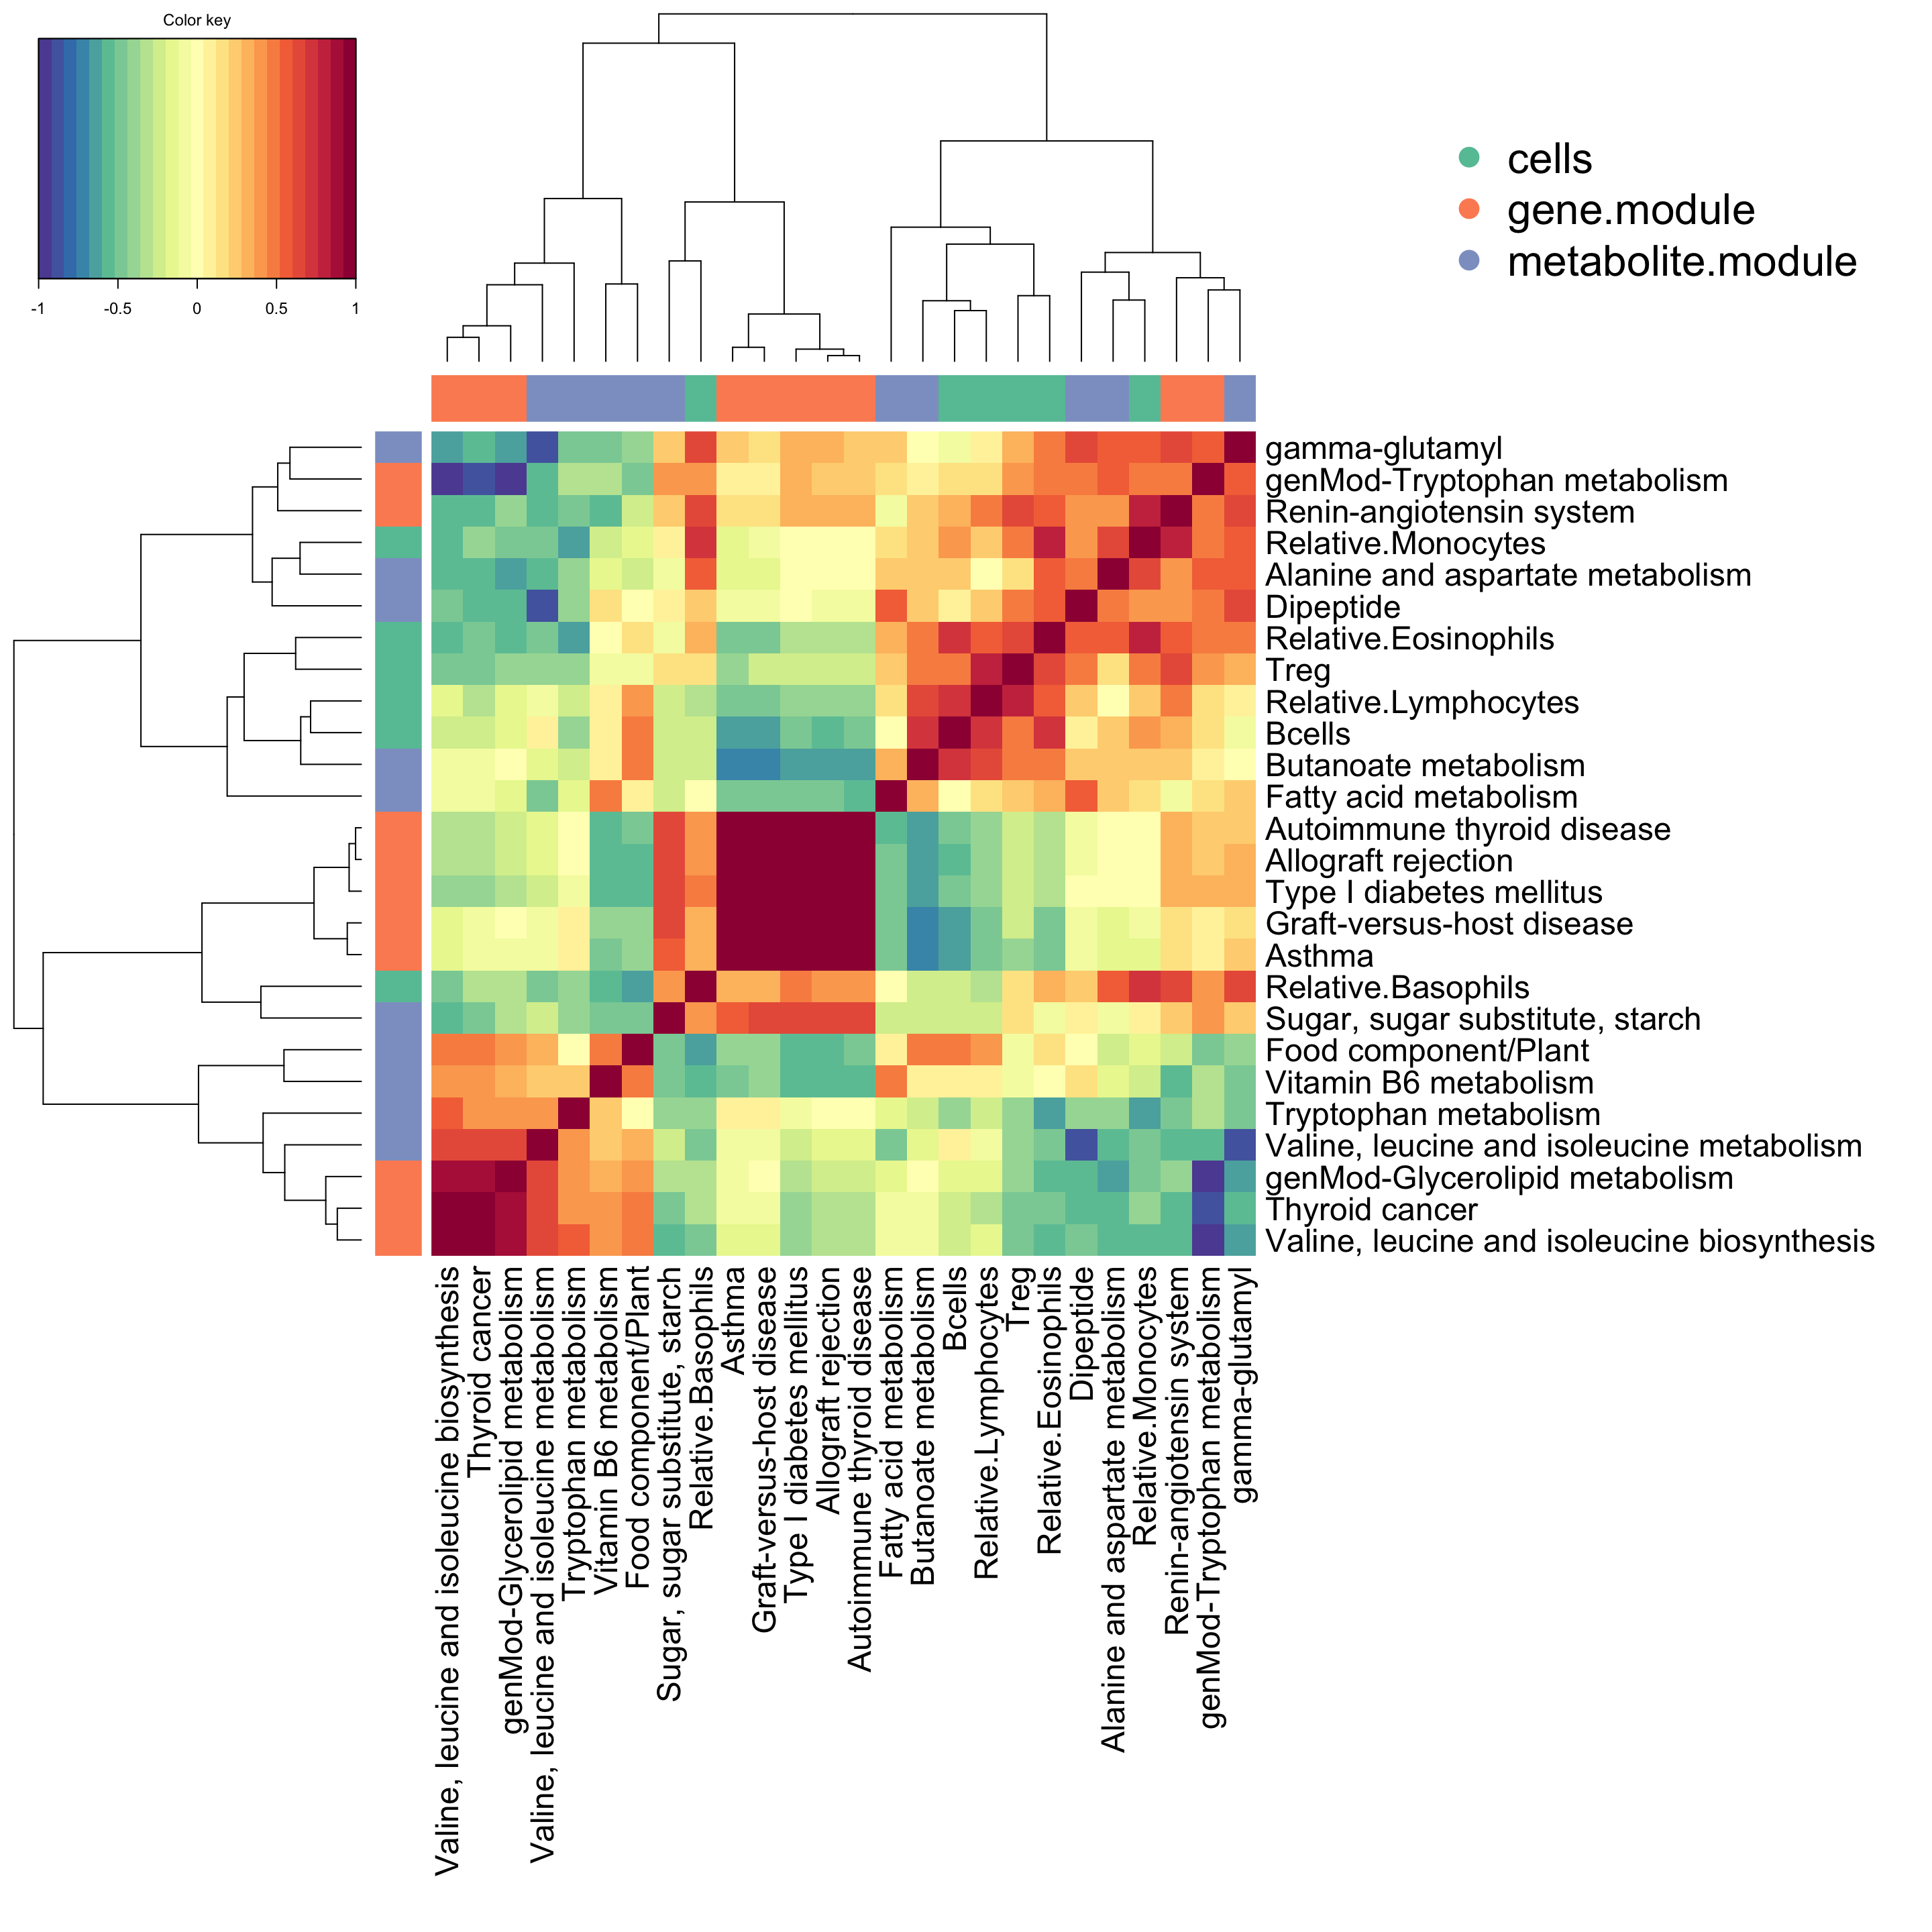 Color key
-1 -0.5 0 0.5 1
cells
gene.module
metabolite.module
gamma-glutamyl
genMod-Tryptophan metabolism
Renin-angiotensin system
Relative.Monocytes
Alanine and aspartate metabolism
Dipeptide
Relative.Eosinophils
Treg
Relative.Lymphocytes
Bcells
Butanoate metabolism
Fatty acid metabolism
Autoimmune thyroid disease
Allograft rejection
Type I diabetes mellitus
Graft-versus-host disease
Asthma
Relative.Basophils
Sugar, sugar substitute, starch
Food component/Plant
Vitamin B6 metabolism
Tryptophan metabolism
Valine, leucine and isoleucine metabolism
genMod-Glycerolipid metabolism
Thyroid cancer
Valine, leucine and isoleucine biosynthesis
Valine, leucine and isoleucine biosynthesis
Thyroid cancer
genMod-Glycerolipid metabolism
Valine, leucine and isoleucine metabolism
Tryptophan metabolism
Vitamin B6 metabolism
Food component/Plant
Sugar, sugar substitute, starch
Relative.Basophils
Asthma
Graft-versus-host disease
Type I diabetes mellitus
Allograft rejection
Autoimmune thyroid disease
Fatty acid metabolism
Butanoate metabolism
Bcells
Relative.Lymphocytes
Treg
Relative.Eosinophils
Dipeptide
Alanine and aspartate metabolism
Relative.Monocytes
Renin-angiotensin system
genMod-Tryptophan metabolism
gamma-glutamyl